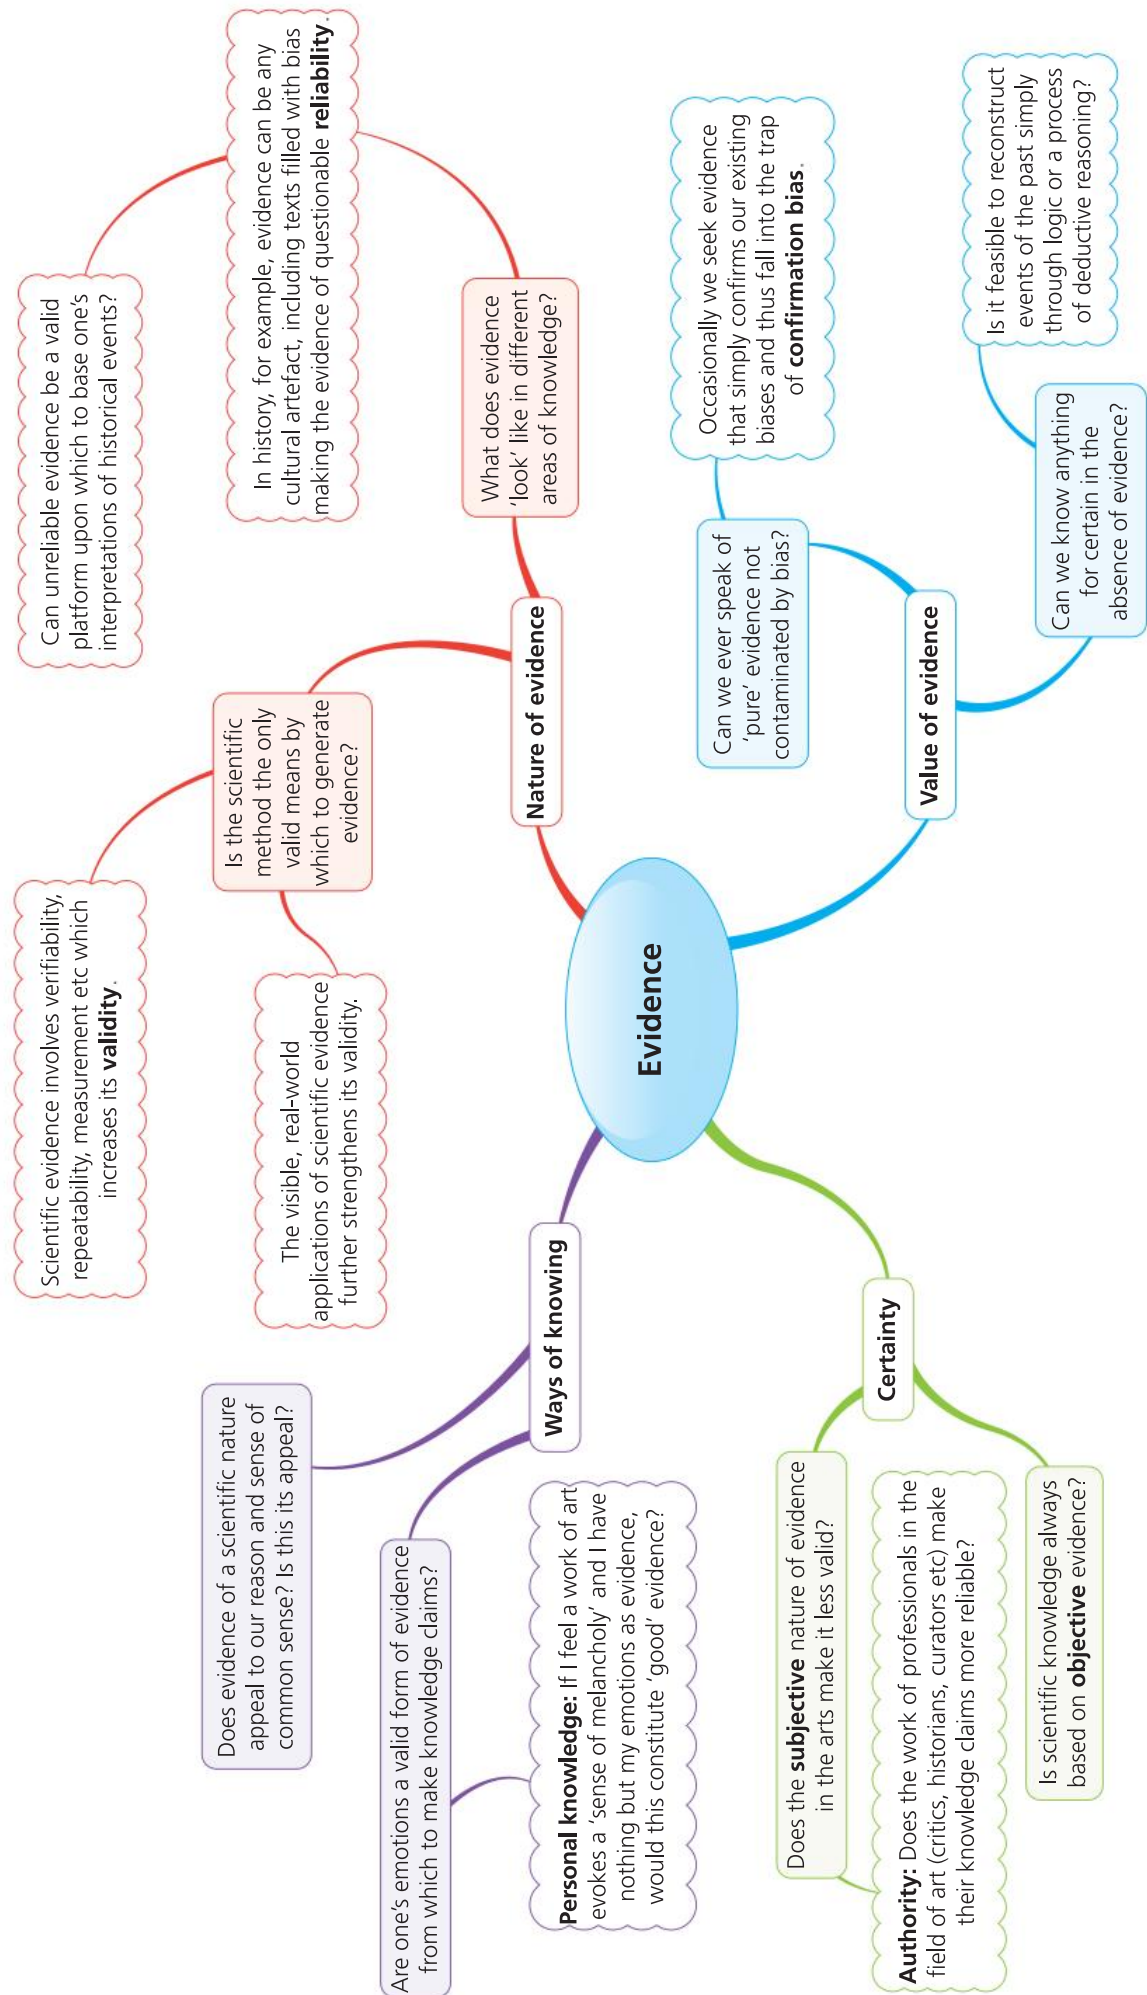 Evidence
Nature of evidence
What does evidence
‘look’ like in different
areas of knowledge?
In history, for example, evidence can be any
cultural artefact, including texts filled with bias
making the evidence of questionable reliability.
Can unreliable evidence be a valid
platform upon which to base one’s
interpretations of historical events?
Is the scientific
method the only
valid means by
which to generate
evidence?
Scientific evidence involves verifiability,
repeatability, measurement etc which
increases its validity.
The visible, real-world
applications of scientific evidence
further strengthens its validity.
Value of evidence
Can we ever speak of
‘pure’ evidence not
contaminated by bias?
Occasionally we seek evidence
that simply confirms our existing
biases and thus fall into the trap
of confirmation bias.
Can we know anything
for certain in the
absence of evidence?
Is it feasible to reconstruct
events of the past simply
through logic or a process
of deductive reasoning?
Ways of knowing
Does evidence of a scientific nature
appeal to our reason and sense of
common sense? Is this its appeal?
Are one’s emotions a valid form of evidence
from which to make knowledge claims?
Personal knowledge: If I feel a work of art
evokes a ‘sense of melancholy’ and I have
nothing but my emotions as evidence,
would this constitute ‘good’ evidence?
Certainty
Does the subjective nature of evidence
in the arts make it less valid?
Authority: Does the work of professionals in the
field of art (critics, historians, curators etc) make
their knowledge claims more reliable?
Is scientific knowledge always
based on objective evidence?